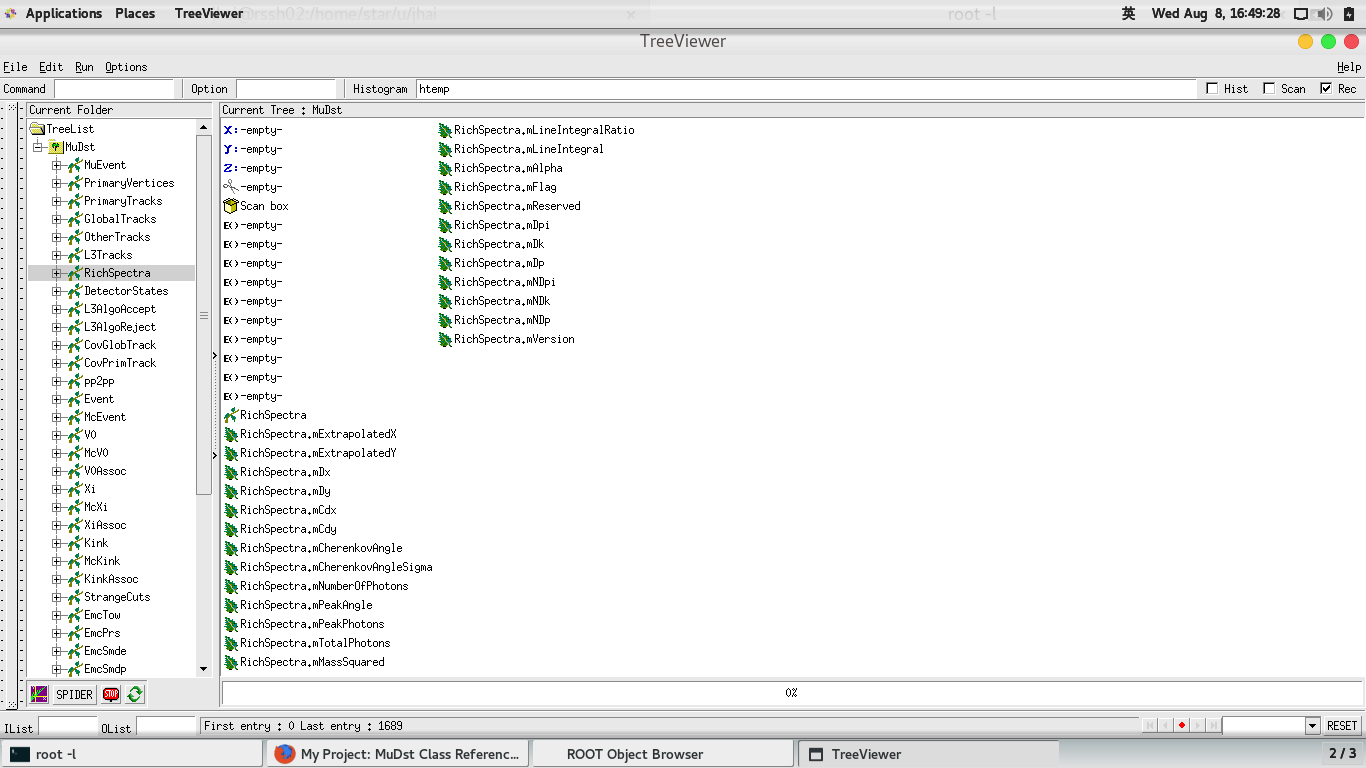 Applications Places TreeViewer @rssh02:/home/star/u/jhai root -l 英 Wed Aug 8, 16:49:28
TreeViewer
File Edit Run Options Help
Command Option Histogram htemp Hist Scan Rec
Current Folder
TreeList
MuDst
MuEvent
PrimaryVertices
PrimaryTracks
GlobalTracks
OtherTracks
L3Tracks
RichSpectra
DetectorStates
L3AlgoAccept
L3AlgoReject
CovGlobTrack
CovPrimTrack
pp2pp
Event
McEvent
V0
McV0
V0Assoc
Xi
McXi
XiAssoc
Kink
McKink
KinkAssoc
StrangeCuts
EmcTow
EmcPrs
EmcSmde
EmcSmdp
SPIDER
STOP
Current Tree : MuDst
X:-empty-
Y:-empty-
Z:-empty-
-empty-
Scan box
E()-empty-
E()-empty-
E()-empty-
E()-empty-
E()-empty-
E()-empty-
E()-empty-
E()-empty-
E()-empty-
E()-empty-
RichSpectra
RichSpectra.mExtrapolatedX
RichSpectra.mExtrapolatedY
RichSpectra.mDx
RichSpectra.mDy
RichSpectra.mCdx
RichSpectra.mCdy
RichSpectra.mCherenkovAngle
RichSpectra.mCherenkovAngleSigma
RichSpectra.mNumberOfPhotons
RichSpectra.mPeakAngle
RichSpectra.mPeakPhotons
RichSpectra.mTotalPhotons
RichSpectra.mMassSquared
RichSpectra.mLineIntegralRatio
RichSpectra.mLineIntegral
RichSpectra.mAlpha
RichSpectra.mFlag
RichSpectra.mReserved
RichSpectra.mDpi
RichSpectra.mDk
RichSpectra.mDp
RichSpectra.mNDpi
RichSpectra.mNDk
RichSpectra.mNDp
RichSpectra.mVersion
0%
IList OList First entry : 0 Last entry : 1689 RESET
root -l My Project: MuDst Class Referenc... ROOT Object Browser TreeViewer 2 / 3